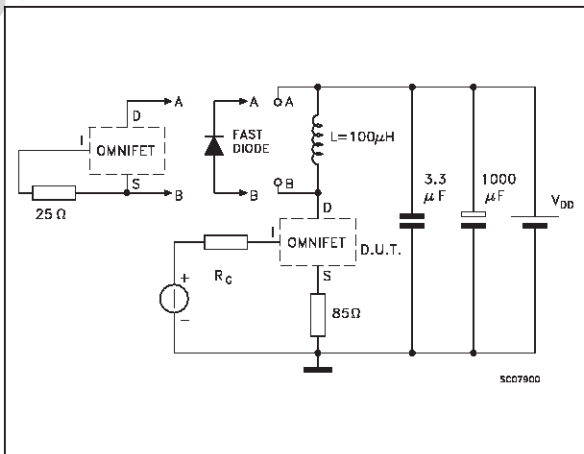 D
A
I
OMNIFET
S
B
25 Ω
A
FAST
DIODE
B
A
L=100μH
B
D
I
OMNIFET
D.U.T.
S
R_G
+
-
85Ω
3.3
μF
1000
μF
V_DD
SC07900